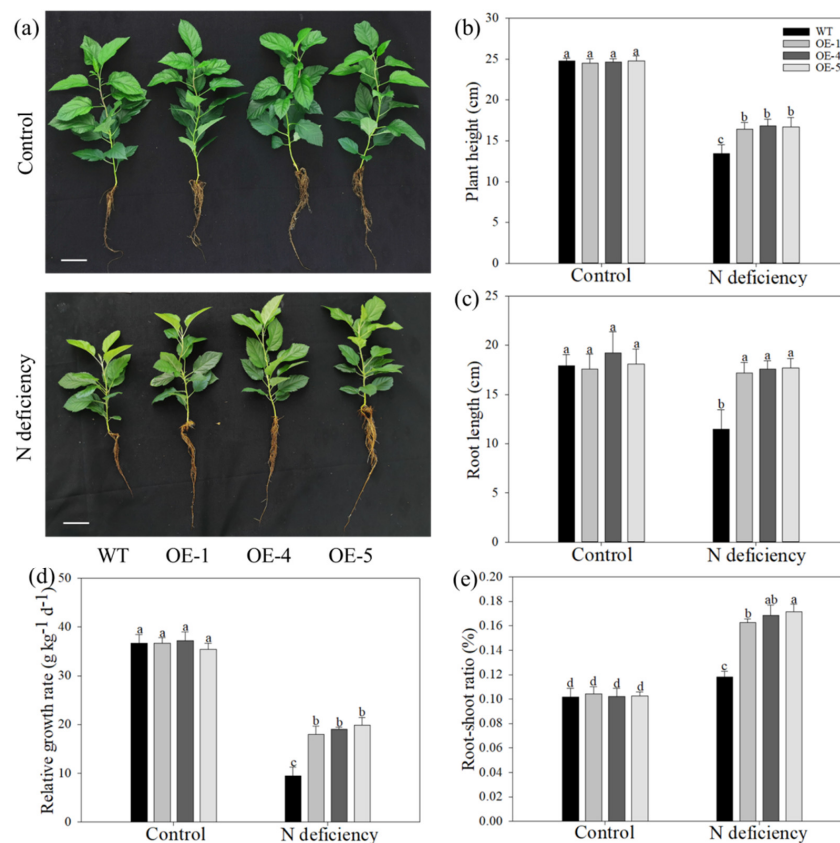 (a)
Control
N deficiency
WT OE-1 OE-4 OE-5
(b)
Plant height (cm)
30
25
20
15
10
5
0
a a a a
c b b b
WT
OE-1
OE-4
OE-5
Control N deficiency
(c)
Root length (cm)
25
20
15
10
5
0
a a a a
b a a a
Control N deficiency
(d)
Relative growth rate (g kg⁻¹ d⁻¹)
50
40
30
20
10
0
a a a a
c b b b
Control N deficiency
(e)
Root-shoot ratio (%)
0.20
0.18
0.16
0.14
0.12
0.10
0.08
0.06
0.04
0.02
0.00
d d d d
c b ab a
Control N deficiency